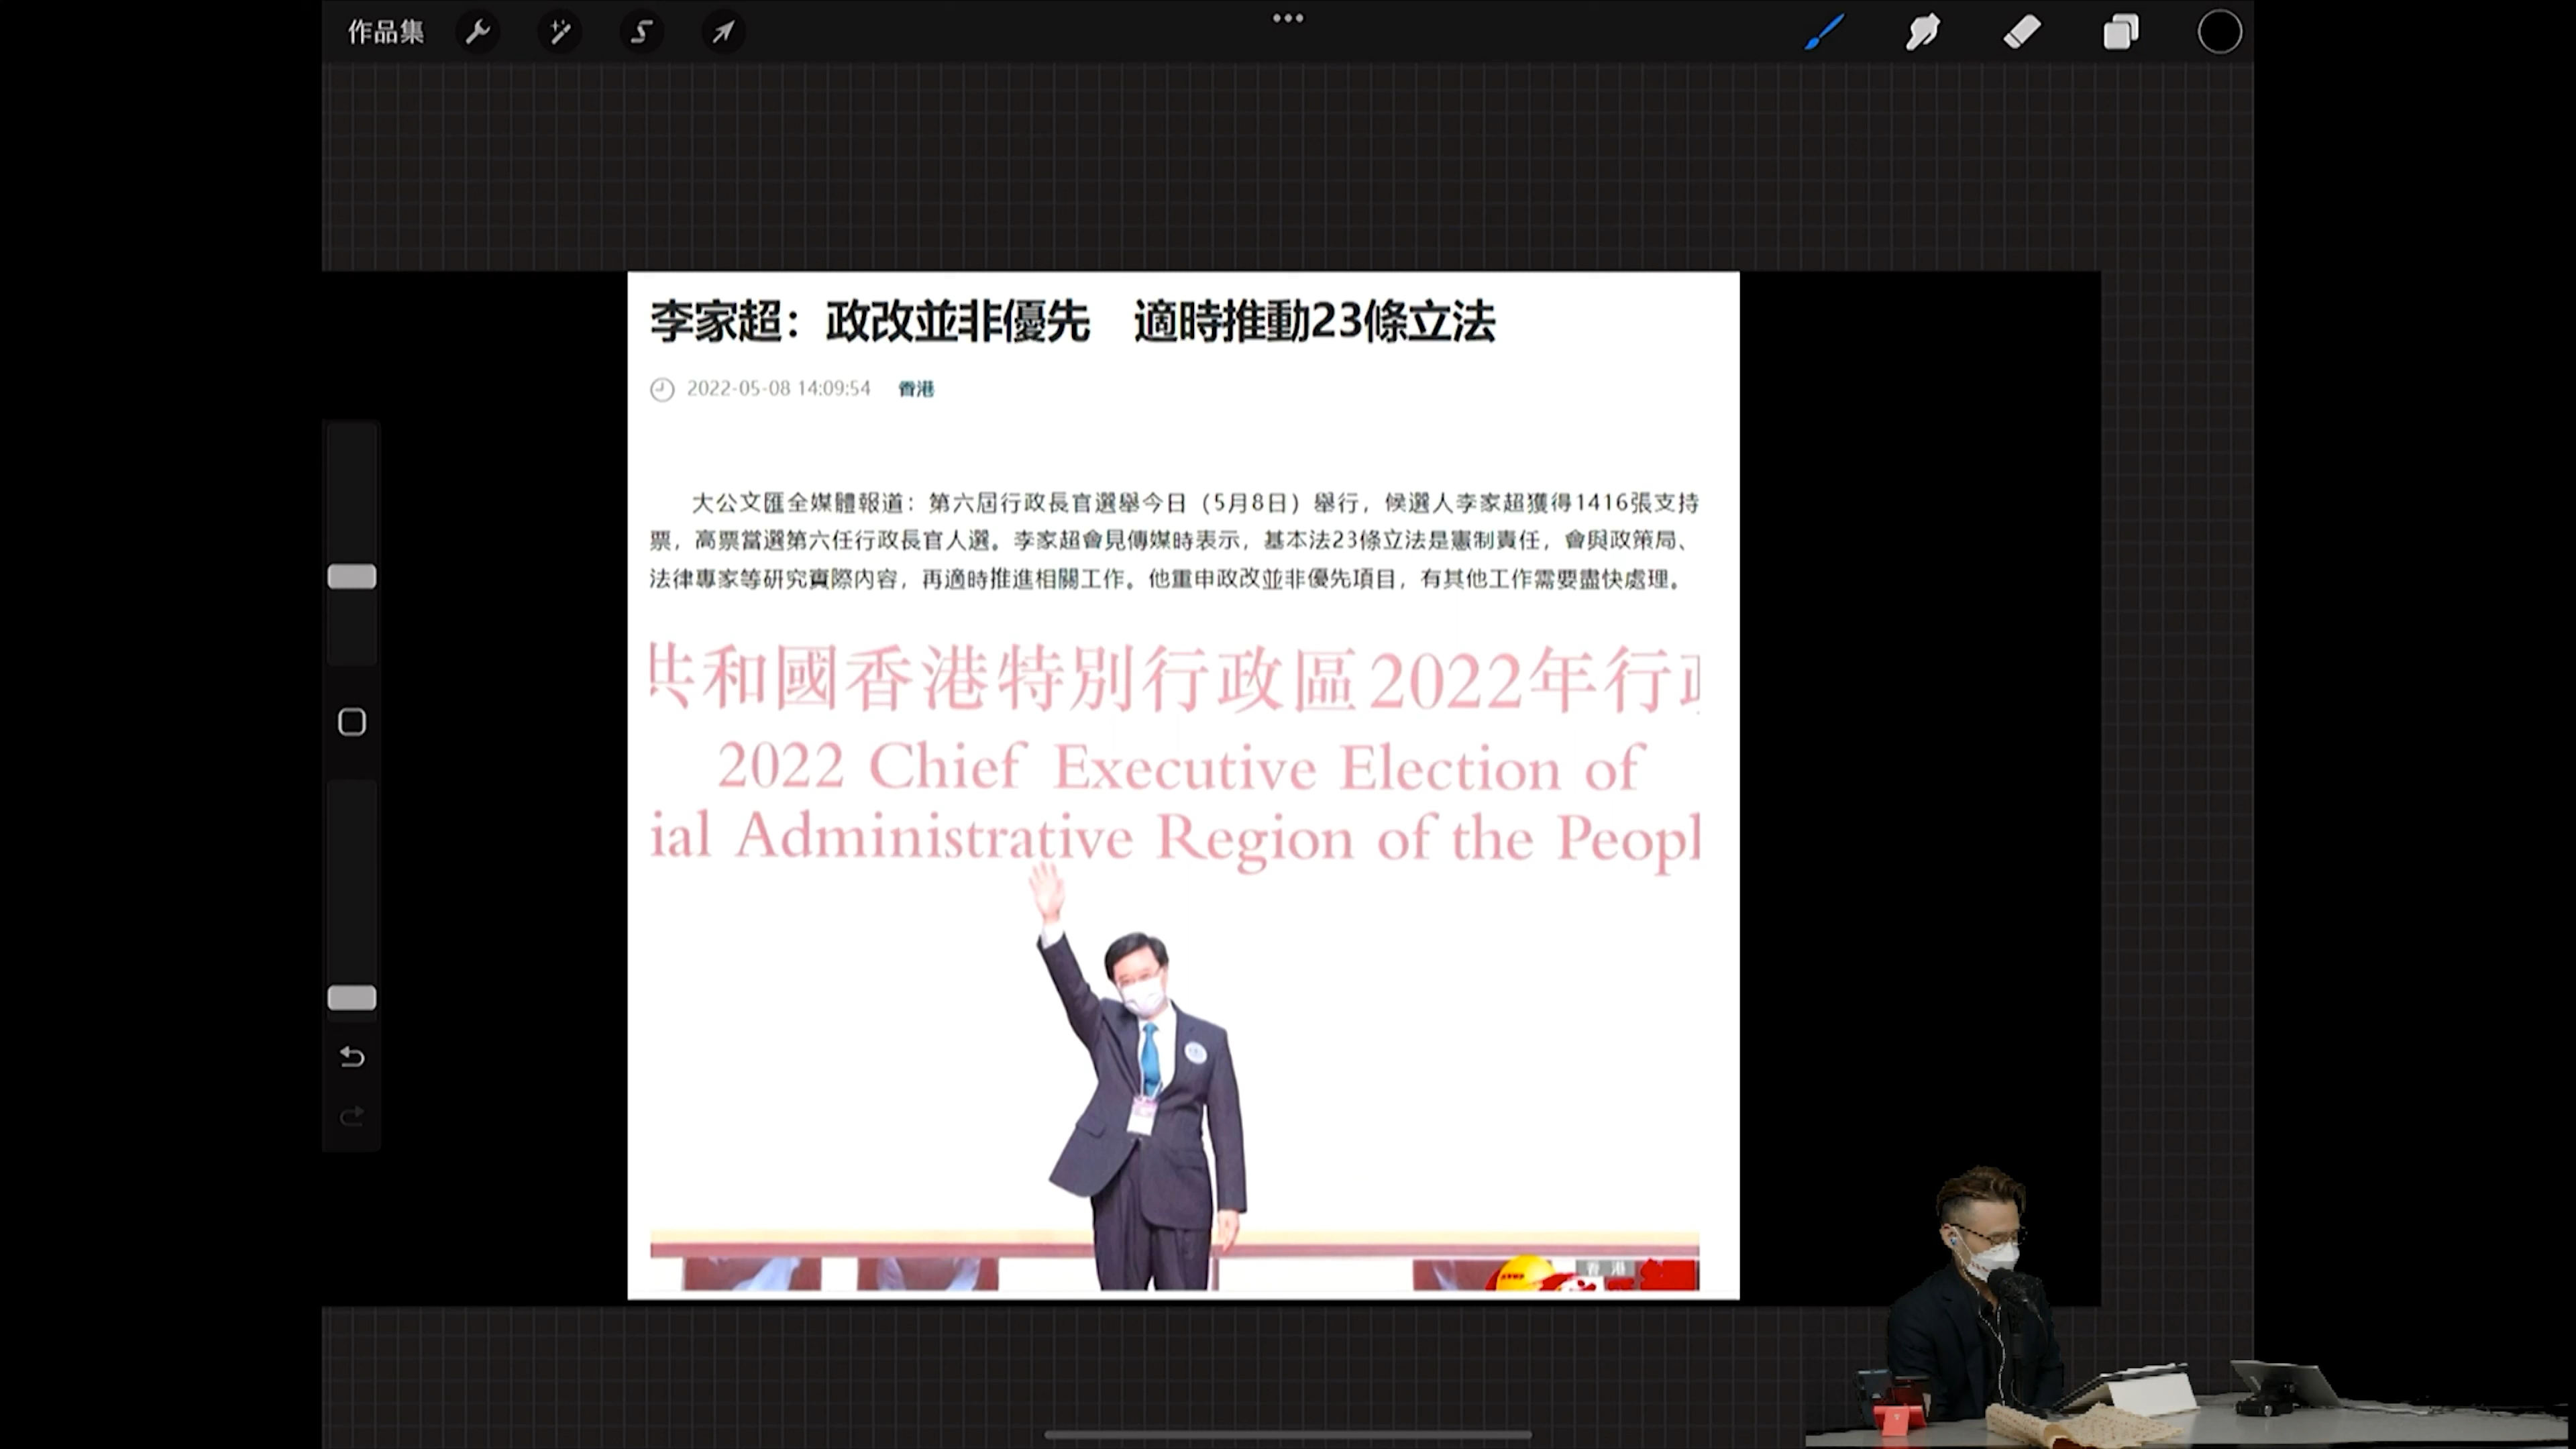 作品集
李家超：政改並非優先　適時推動23條立法
2022-05-08 14:09:54 香港
大公文匯全媒體報道：第六屆行政長官選舉今日（5月8日）舉行，候選人李家超獲得1416張支持
票，高票當選第六任行政長官人選。李家超會見傳媒時表示，基本法23條立法是憲制責任，會與政策局、
法律專家等研究實際內容，再適時推進相關工作。他重申政改並非優先項目，有其他工作需要盡快處理。
共和國香港特別行政區2022年行政
2022 Chief Executive Election of
ial Administrative Region of the Peopl
香港